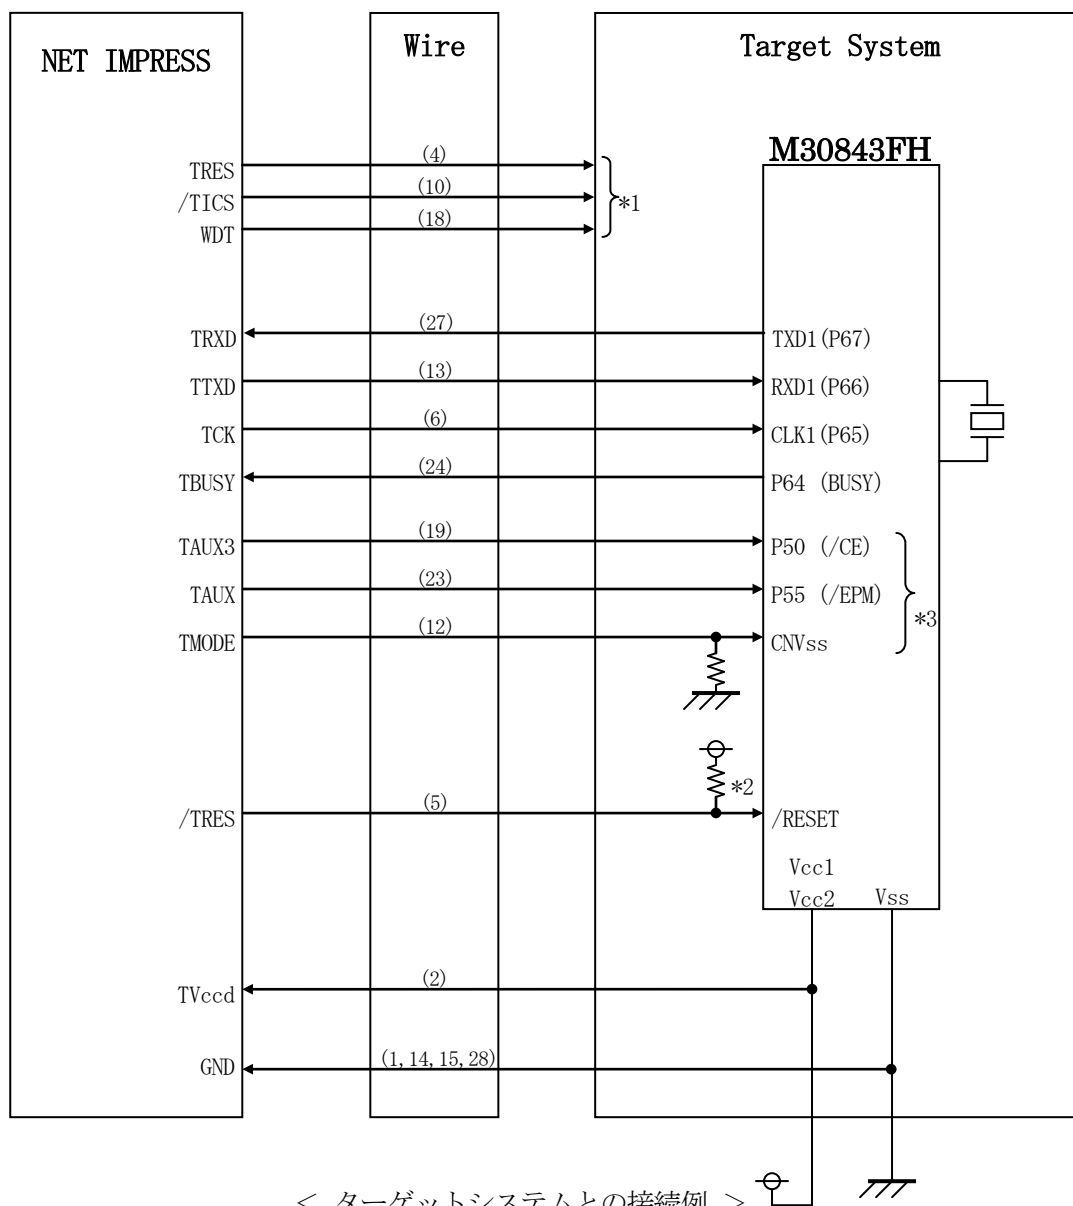 NET IMPRESS
Wire
Target System
M30843FH
TRES (4)
/TICS (10) *1
WDT (18)
TRXD (27) TXD1(P67)
TTXD (13) RXD1(P66)
TCK (6) CLK1(P65)
TBUSY (24) P64 (BUSY)
TAUX3 (19) P50 (/CE)
TAUX (23) P55 (/EPM) *3
TMODE (12) CNVss
*2
/TRES (5) /RESET
Vcc1
Vcc2 Vss
TVccd (2)
GND (1,14,15,28)
< ターゲットシステムとの接続例 >